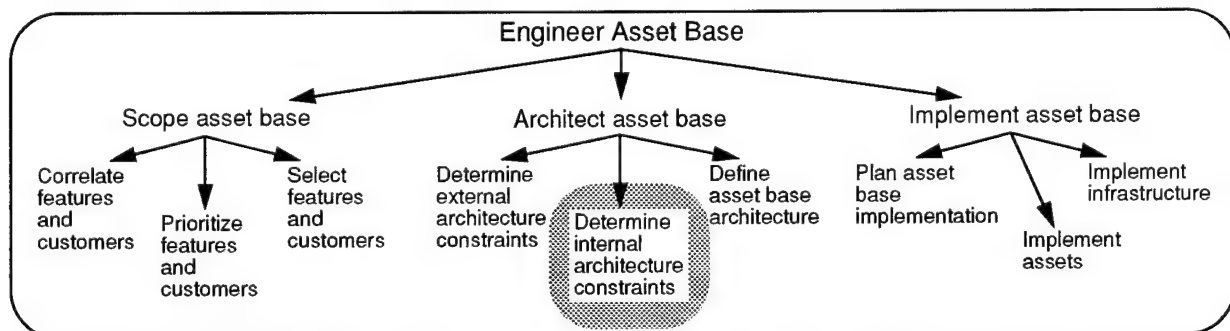 Engineer Asset Base
Scope asset base
Architect asset base
Implement asset base
Correlate
features
and
customers
Prioritize
features
and
customers
Select
features
and
customers
Determine
external
architecture
constraints
Determine
internal
architecture
constraints
Define
asset base
architecture
Plan asset
base
implementation
Implement
assets
Implement
infrastructure